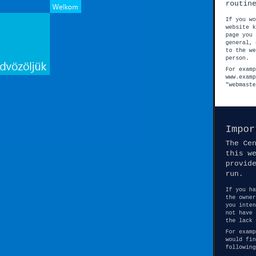 Welkom
dvözöljük
routine
If you wo
website k
page you
general,
to the we
person.
For examp
www.examp
"webmaste
Impor
The Cen
this we
provide
run.
If you ha
the owner
you inten
not have
the lack
For examp
would fin
following